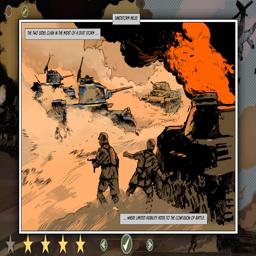 SANDSTORM MELEE
THE TWO SIDES CLASH IN THE MIDST OF A DUST STORM ...
... WHERE LIMITED VISIBILITY ADDS TO THE CONFUSION OF BATTLE.